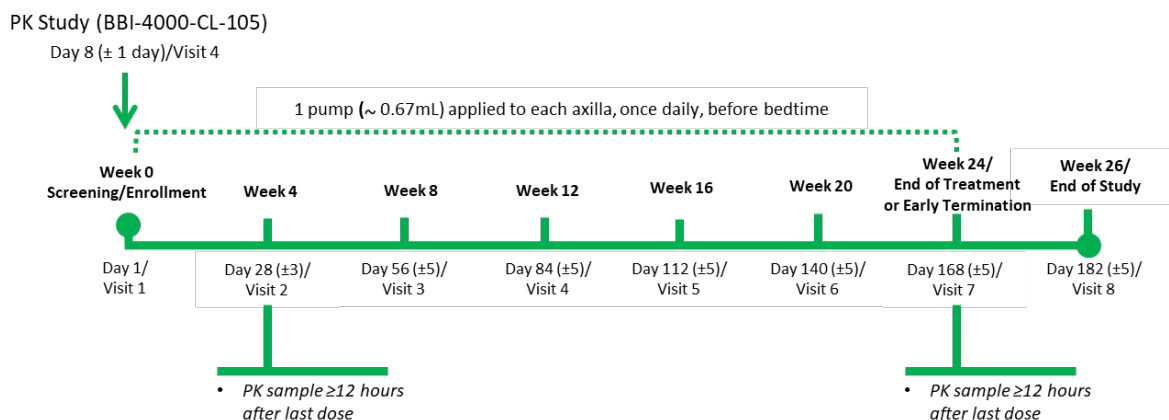 PK Study (BBI-4000-CL-105)
Day 8 (± 1 day)/Visit 4
1 pump (~ 0.67mL) applied to each axilla, once daily, before bedtime
Week 0
Screening/Enrollment
Week 4
Week 8
Week 12
Week 16
Week 20
Week 24/
End of Treatment
or Early Termination
Week 26/
End of Study
Day 1/
Visit 1
Day 28 (±3)/
Visit 2
Day 56 (±5)/
Visit 3
Day 84 (±5)/
Visit 4
Day 112 (±5)/
Visit 5
Day 140 (±5)/
Visit 6
Day 168 (±5)/
Visit 7
Day 182 (±5)/
Visit 8
• PK sample ≥12 hours
after last dose
• PK sample ≥12 hours
after last dose